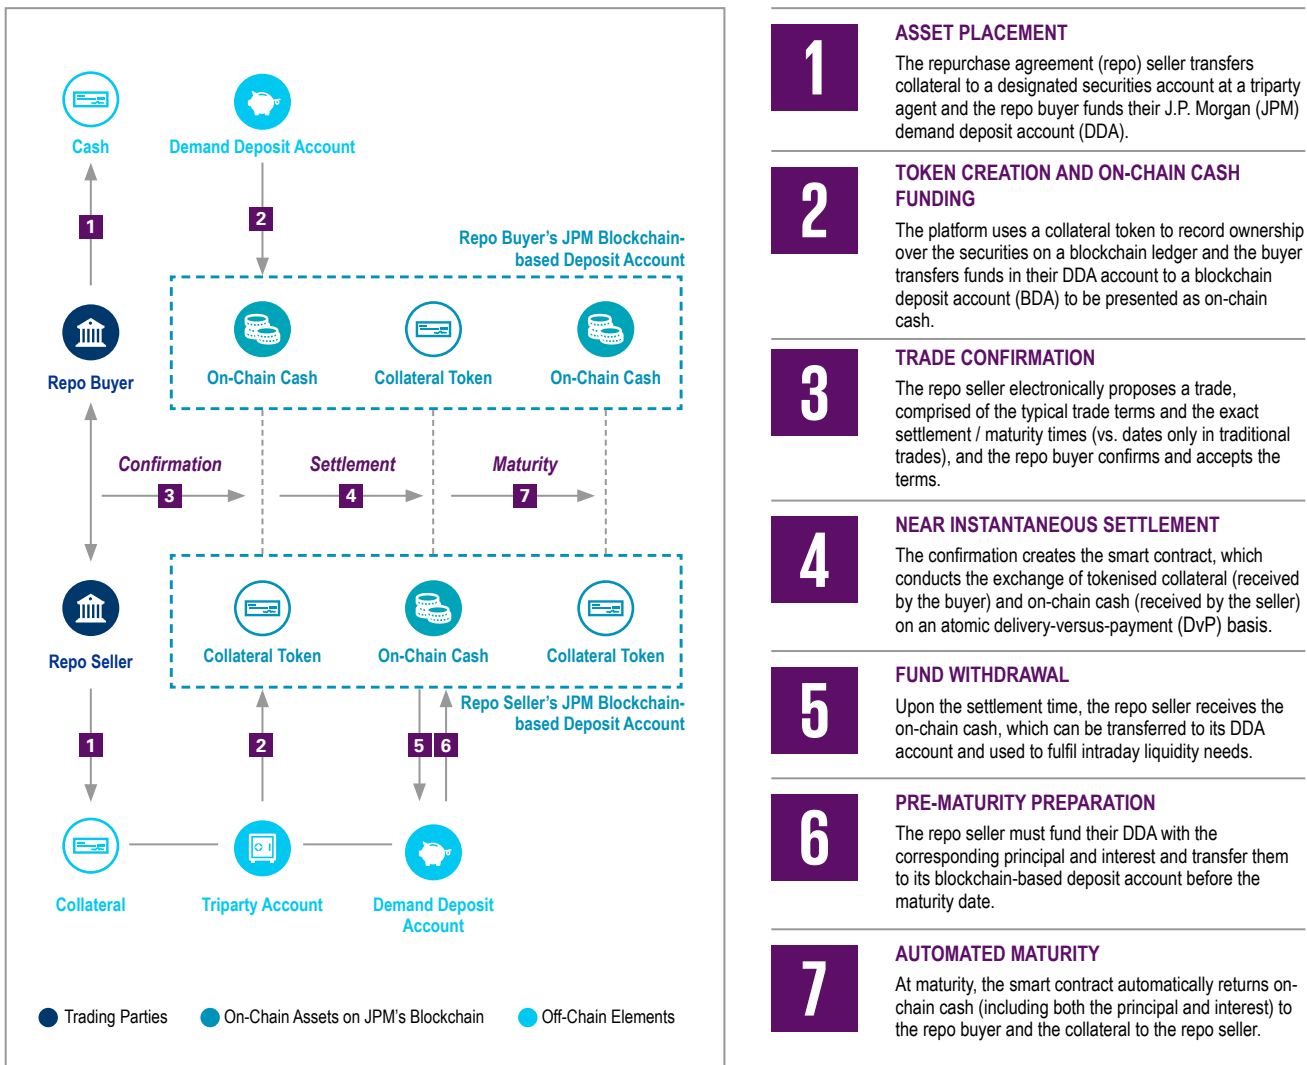 Cash
Demand Deposit Account
1
2
Repo Buyer's JPM Blockchain-
based Deposit Account
Repo Buyer
On-Chain Cash
Collateral Token
On-Chain Cash
Confirmation
Settlement
Maturity
3
4
7
Repo Seller
Collateral Token
On-Chain Cash
Collateral Token
Repo Seller's JPM Blockchain-
based Deposit Account
1
2
5
6
Collateral
Triparty Account
Demand Deposit
Account
Trading Parties
On-Chain Assets on JPM's Blockchain
Off-Chain Elements
1
ASSET PLACEMENT
The repurchase agreement (repo) seller transfers
collateral to a designated securities account at a triparty
agent and the repo buyer funds their J.P. Morgan (JPM)
demand deposit account (DDA).
2
TOKEN CREATION AND ON-CHAIN CASH
FUNDING
The platform uses a collateral token to record ownership
over the securities on a blockchain ledger and the buyer
transfers funds in their DDA account to a blockchain
deposit account (BDA) to be presented as on-chain
cash.
3
TRADE CONFIRMATION
The repo seller electronically proposes a trade,
comprised of the typical trade terms and the exact
settlement / maturity times (vs. dates only in traditional
trades), and the repo buyer confirms and accepts the
terms.
4
NEAR INSTANTANEOUS SETTLEMENT
The confirmation creates the smart contract, which
conducts the exchange of tokenised collateral (received
by the buyer) and on-chain cash (received by the seller)
on an atomic delivery-versus-payment (DvP) basis.
5
FUND WITHDRAWAL
Upon the settlement time, the repo seller receives the
on-chain cash, which can be transferred to its DDA
account and used to fulfil intraday liquidity needs.
6
PRE-MATURITY PREPARATION
The repo seller must fund their DDA with the
corresponding principal and interest and transfer them
to its blockchain-based deposit account before the
maturity date.
7
AUTOMATED MATURITY
At maturity, the smart contract automatically returns on-
chain cash (including both the principal and interest) to
the repo buyer and the collateral to the repo seller.